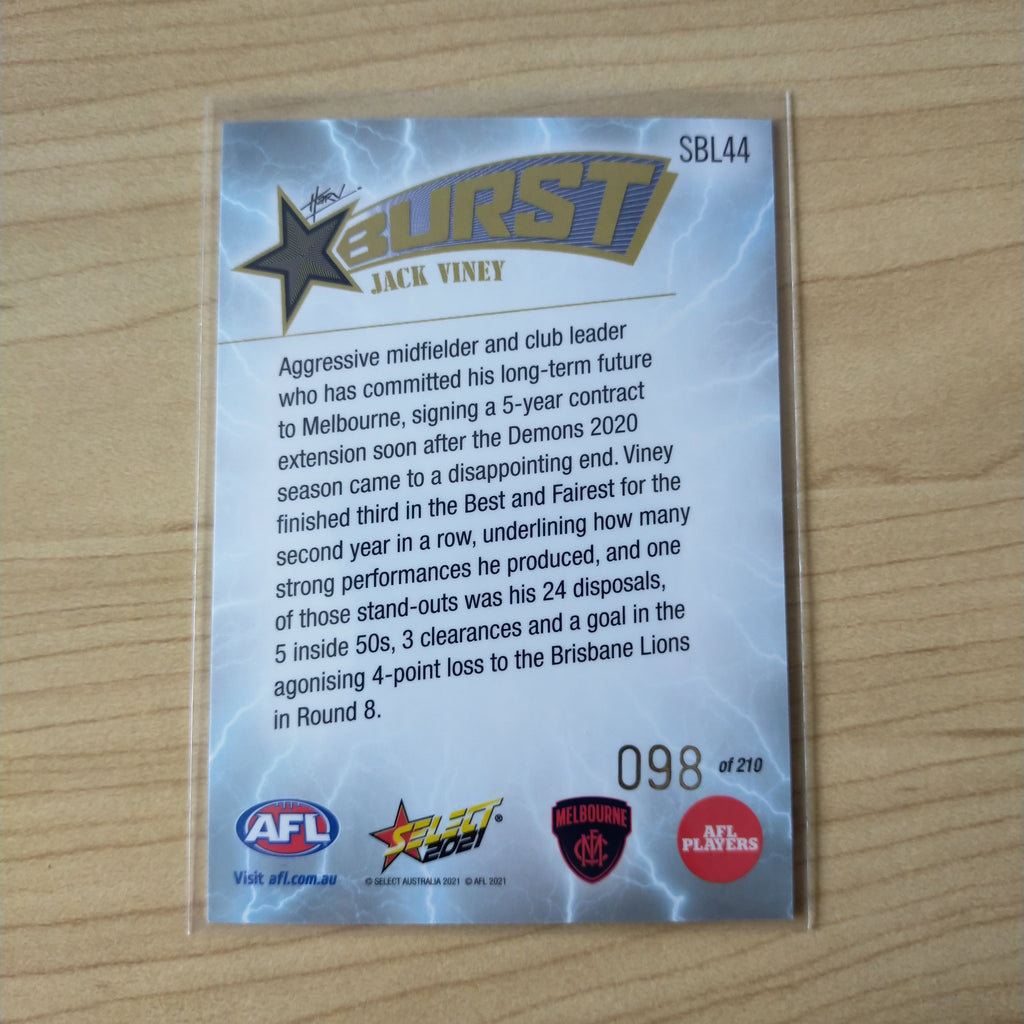 SBL44
BURST
JACK VINEY
Aggressive midfielder and club leader
who has committed his long-term future
to Melbourne, signing a 5-year contract
extension soon after the Demons 2020
season came to a disappointing end. Viney
finished third in the Best and Fairest for the
second year in a row, underlining how many
strong performances he produced, and one
of those stand-outs was his 24 disposals,
5 inside 50s, 3 clearances and a goal in the
agonising 4-point loss to the Brisbane Lions
in Round 8.
098 of 210
AFL
Visit afl.com.au
SELECT ®
2021
© SELECT AUSTRALIA 2021 © AFL 2021
MELBOURNE
MFC
AFL
PLAYERS